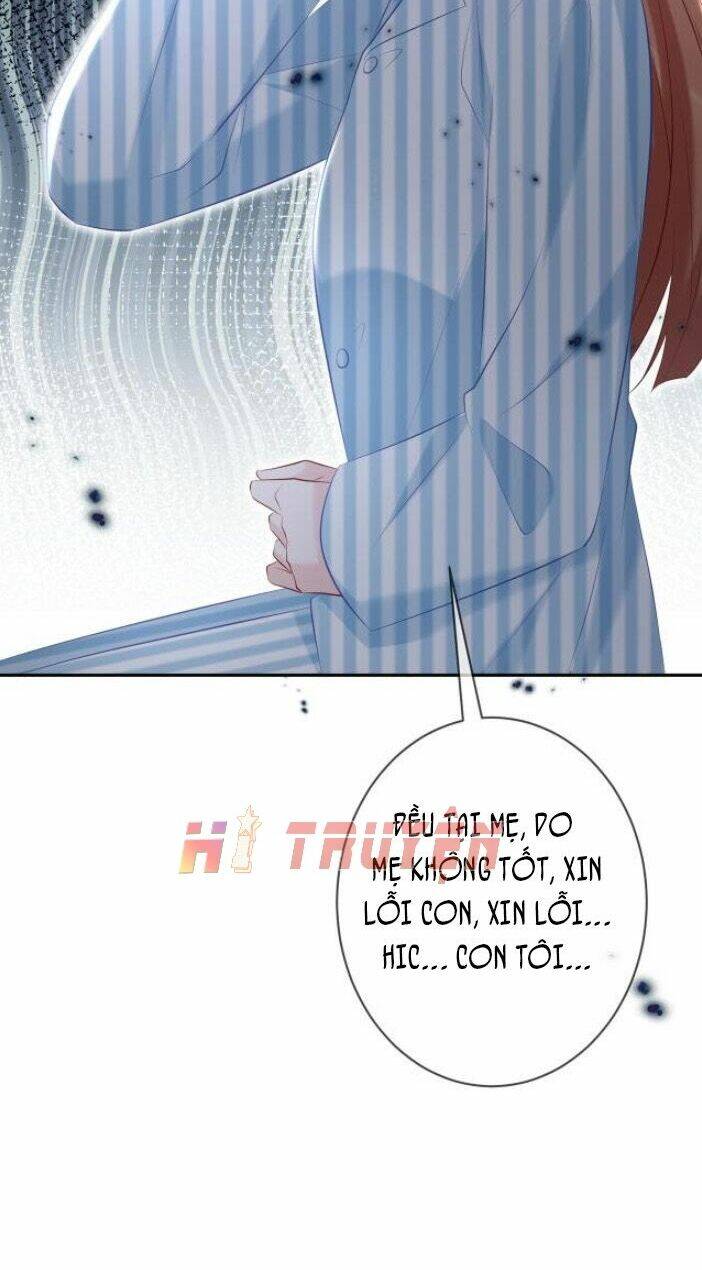 HI TRUYỆN
ĐỀU TẠI MẸ, DO
MẸ KHÔNG TỐT, XIN
LỖI CON, XIN LỖI...
HIC... CON TÔI...